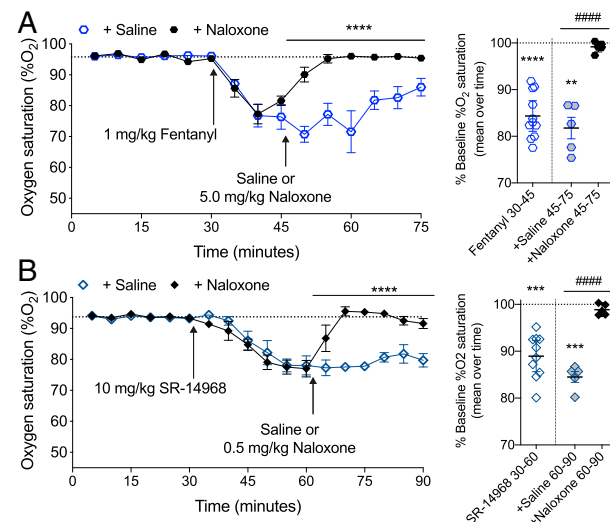 A
+ Saline + Naloxone
****
Oxygen saturation (%O₂)
100
90
80
70
60
50
1 mg/kg Fentanyl
Saline or
5.0 mg/kg Naloxone
0 15 30 45 60 75
Time (minutes)
####
% Baseline %O₂ saturation
(mean over time)
100
90
80
70
****
**
Fentanyl 30-45
+Saline 45-75
+Naloxone 45-75
B
+ Saline + Naloxone
****
Oxygen saturation (%O₂)
100
90
80
70
60
50
10 mg/kg SR-14968
Saline or
0.5 mg/kg Naloxone
0 15 30 45 60 75 90
Time (minutes)
####
% Baseline %O2 saturation
(mean over time)
100
90
80
70
***
***
SR-14968 30-60
+Saline 60-90
+Naloxone 60-90